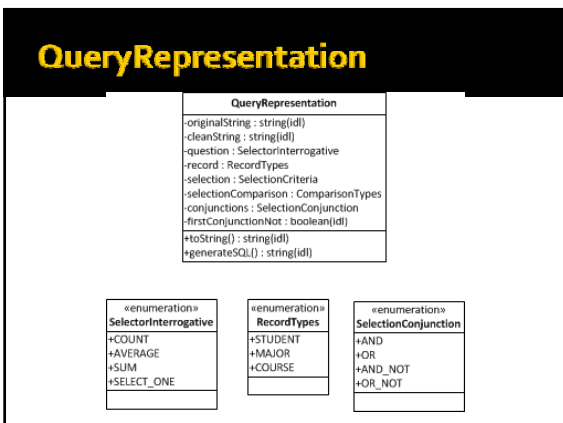 QueryRepresentation
QueryRepresentation
-originalString : string(idl)
-cleanString : string(idl)
-question : SelectorInterrogative
-record : RecordTypes
-selection : SelectionCriteria
-selectionComparison : ComparisonTypes
-conjunctions : SelectionConjunction
-firstConjunctionNot : boolean(idl)
+toString() : string(idl)
+generateSQL() : string(idl)
«enumeration»
SelectorInterrogative
+COUNT
+AVERAGE
+SUM
+SELECT_ONE
«enumeration»
RecordTypes
+STUDENT
+MAJOR
+COURSE
«enumeration»
SelectionConjunction
+AND
+OR
+AND_NOT
+OR_NOT